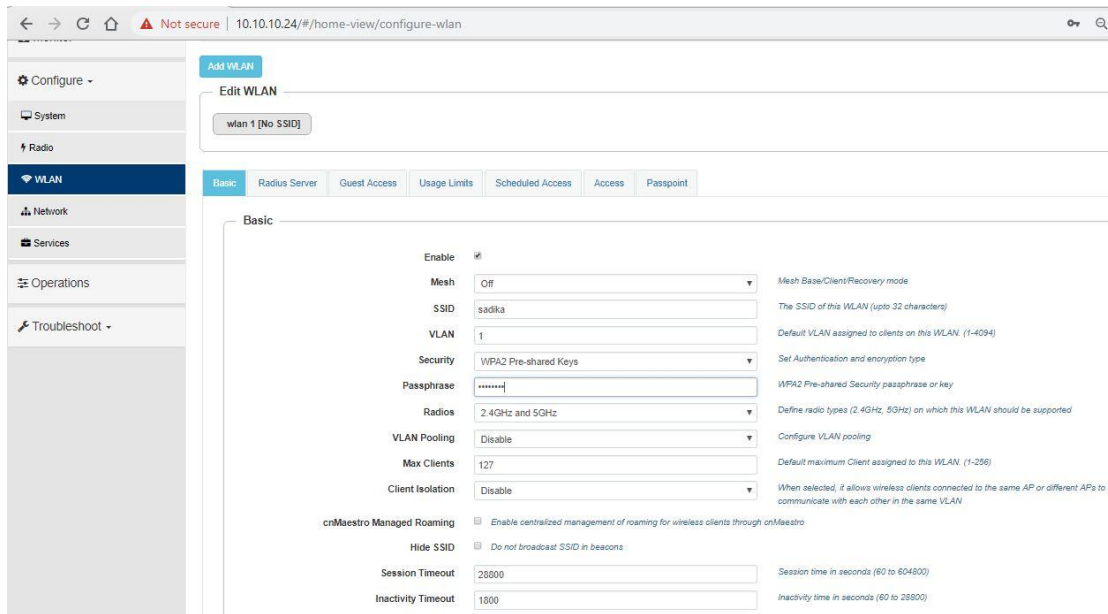 Not secure | 10.10.10.24/#/home-view/configure-wlan
Configure
System
Radio
WLAN
Network
Services
Operations
Troubleshoot
Add WLAN
Edit WLAN
wlan 1 [No SSID]
Basic Radius Server Guest Access Usage Limits Scheduled Access Access Passpoint
Basic
Enable
Mesh Off Mesh Base/Client/Recovery mode
SSID sadika The SSID of this WLAN (upto 32 characters)
VLAN 1 Default VLAN assigned to clients on this WLAN. (1-4094)
Security WPA2 Pre-shared Keys Set Authentication and encryption type
Passphrase •••••••• WPA2 Pre-shared Security passphrase or key
Radios 2.4GHz and 5GHz Define radio types (2.4GHz, 5GHz) on which this WLAN should be supported
VLAN Pooling Disable Configure VLAN pooling
Max Clients 127 Default maximum Client assigned to this WLAN. (1-256)
Client Isolation Disable When selected, it allows wireless clients connected to the same AP or different APs to
communicate with each other in the same VLAN
cnMaestro Managed Roaming Enable centralized management of roaming for wireless clients through cnMaestro
Hide SSID Do not broadcast SSID in beacons
Session Timeout 28800 Session time in seconds (60 to 604800)
Inactivity Timeout 1800 Inactivity time in seconds (60 to 28800)